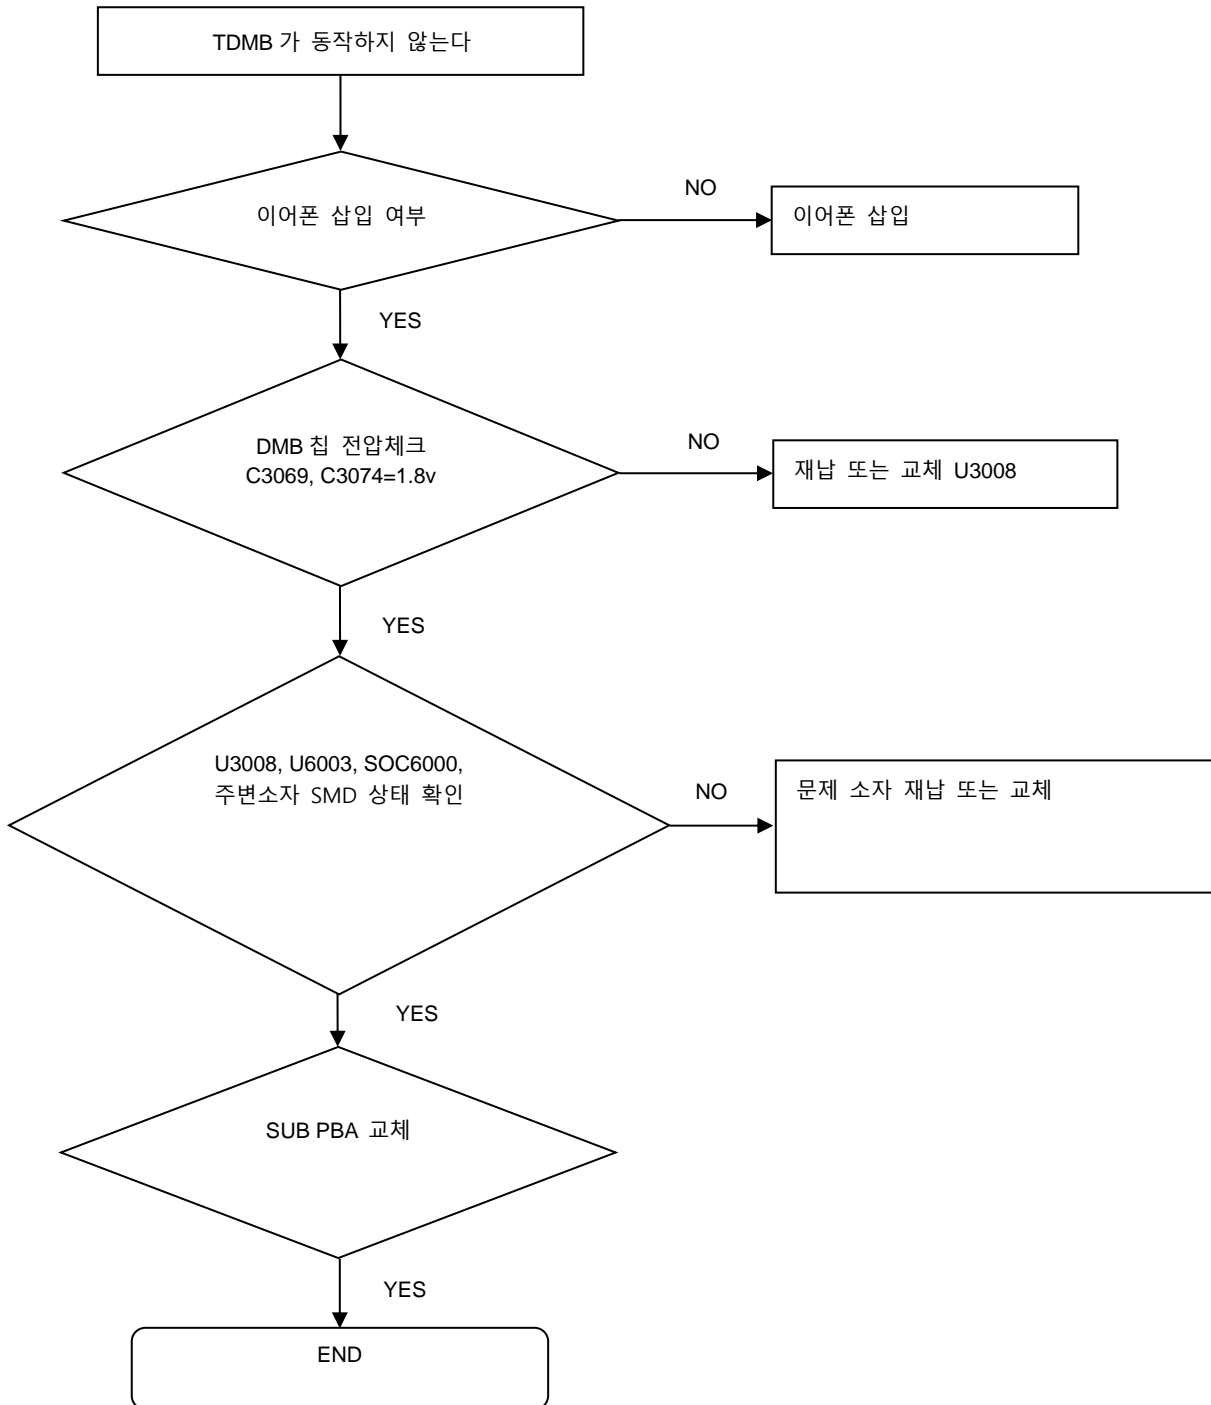 TDMB 가 동작하지 않는다
이어폰 삽입 여부
NO
이어폰 삽입
YES
DMB 칩 전압체크
C3069, C3074=1.8v
NO
재납 또는 교체 U3008
YES
U3008, U6003, SOC6000,
주변소자 SMD 상태 확인
NO
문제 소자 재납 또는 교체
YES
SUB PBA 교체
YES
END